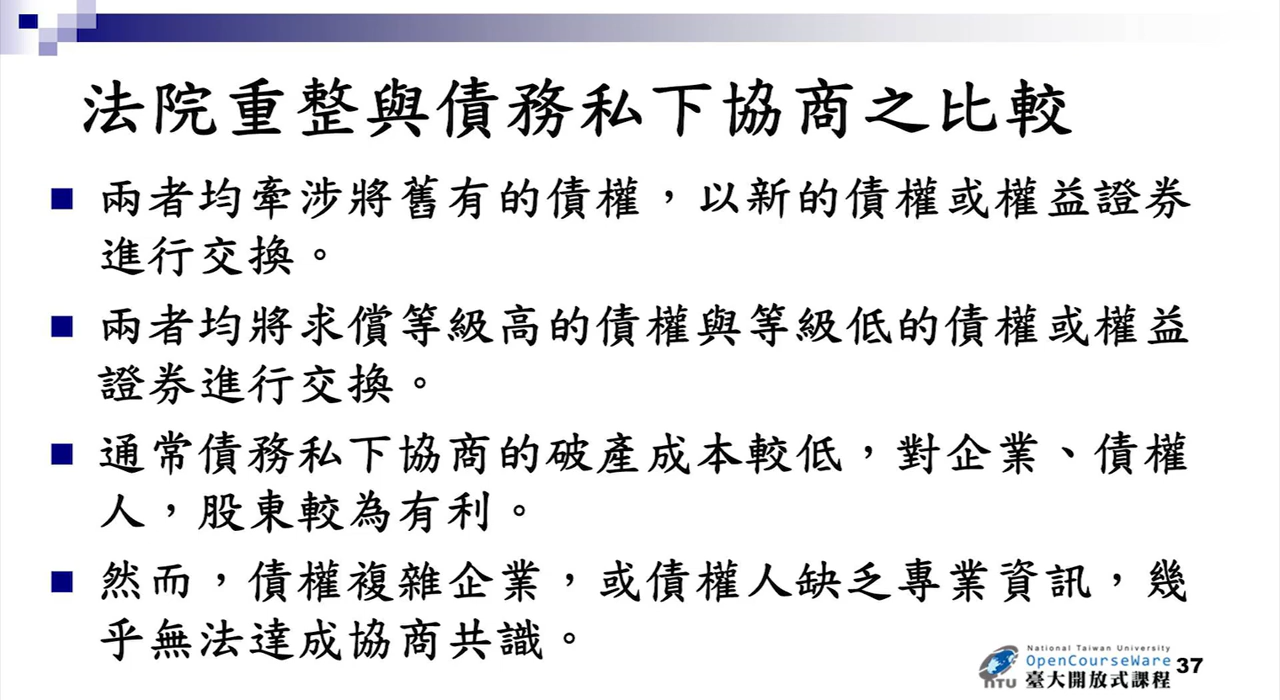 法院重整與債務私下協商之比較
兩者均牽涉將舊有的債權，以新的債權或權益證券
進行交換。
兩者均將求償等級高的債權與等級低的債權或權益
證券進行交換。
通常債務私下協商的破產成本較低，對企業、債權
人，股東較為有利。
然而，債權複雜企業，或債權人缺乏專業資訊，幾
乎無法達成協商共識。
National Taiwan University
OpenCourseWare
NTU 臺大開放式課程
37